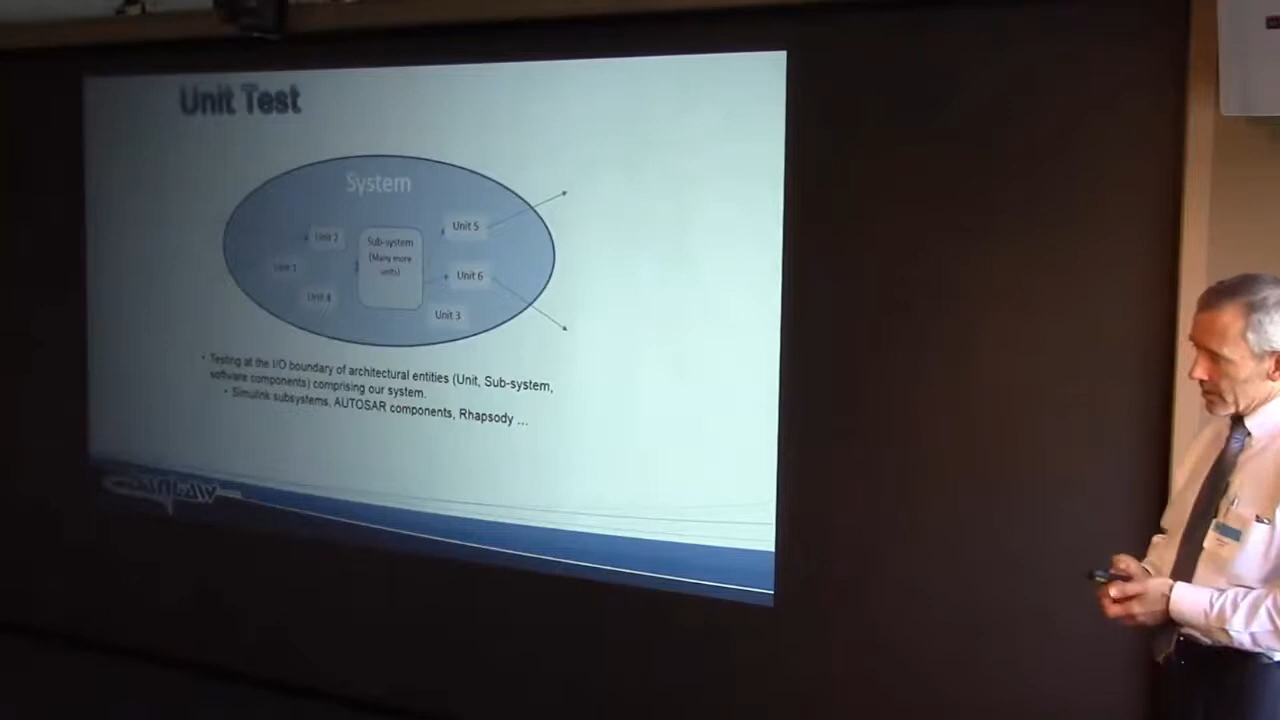 Unit Test
System
Unit 5
Unit 2
Sub-system
(Many more
units)
Unit 1
Unit 6
Unit 4
Unit 3
• Testing at the I/O boundary of architectural entities (Unit, Sub-system,
software components) comprising our system.
• Simulink subsystems, AUTOSAR components, Rhapsody ...